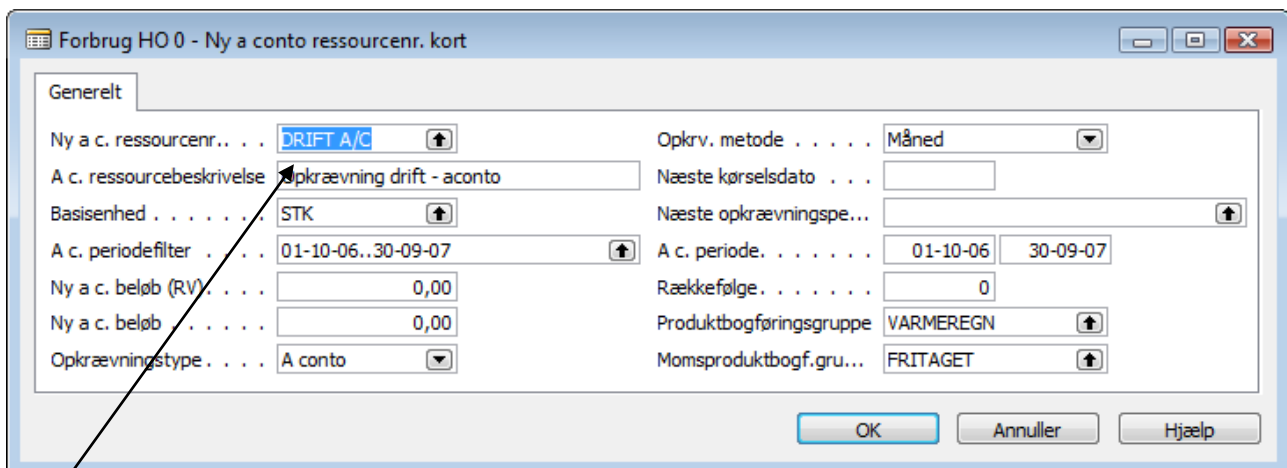 Forbrug HO 0 - Ny a conto ressourcenr. kort
Generelt
Ny a c. ressourcenr. . . . DRIFT A/C
A c. ressourcebeskrivelse Opkrævning drift - aconto
Basisenhed . . . . . . . STK
A c. periodefilter . . . . 01-10-06..30-09-07
Ny a c. beløb (RV) . . . . 0,00
Ny a c. beløb . . . . . . 0,00
Opkrævningstype . . . . A conto
Opkrv. metode . . . . . Måned
Næste kørselsdato . . .
Næste opkrævningspe...
A c. periode. . . . . . . 01-10-06 30-09-07
Rækkefølge. . . . . . . 0
Produktbogføringsgruppe VARMEREGN
Momsproduktbogf.gru... FRITAGET
OK Annuller Hjælp